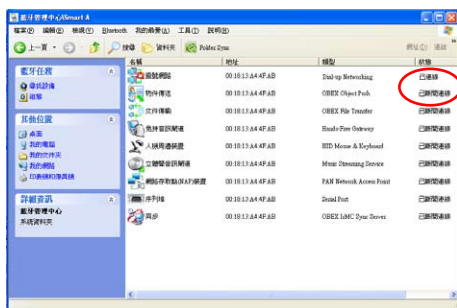 藍牙管理中心\Smart A
檔案(F) 編輯(E) 檢視(V) Bluetooth 我的最愛(A) 工具(T) 說明(H)
上一頁 搜尋 資料夾 Folder Sync 網址(D) 連結
名稱 地址 類型 狀態
撥號網路 00:18:13:A4:4F:AB Dial-up Networking 已連線
物件傳送 00:18:13:A4:4F:AB OBEX Object Push 已斷開連線
文件傳輸 00:18:13:A4:4F:AB OBEX File Transfer 已斷開連線
免持音訊閘道 00:18:13:A4:4F:AB Hands-Free Gateway 已斷開連線
人機周邊裝置 00:18:13:A4:4F:AB HID Mouse & Keyboard 已斷開連線
立體聲音訊閘道 00:18:13:A4:4F:AB Music Streaming Service 已斷開連線
網路存取點(NAP)裝置 00:18:13:A4:4F:AB PAN Network Access Point 已斷開連線
序列埠 00:18:13:A4:4F:AB Serial Port 已斷開連線
同步 00:18:13:A4:4F:AB OBEX IrMC Sync Server 已斷開連線
藍牙任務
尋找設備
組態
其他位置
桌面
我的電腦
我的文件夾
我的網路
印表機和傳真機
詳細資訊
藍牙管理中心
系統資料夾